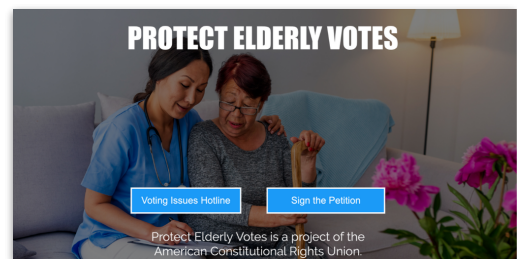 PROTECT ELDERLY VOTES
Voting Issues Hotline
Sign the Petition
Protect Elderly Votes is a project of the
American Constitutional Rights Union.